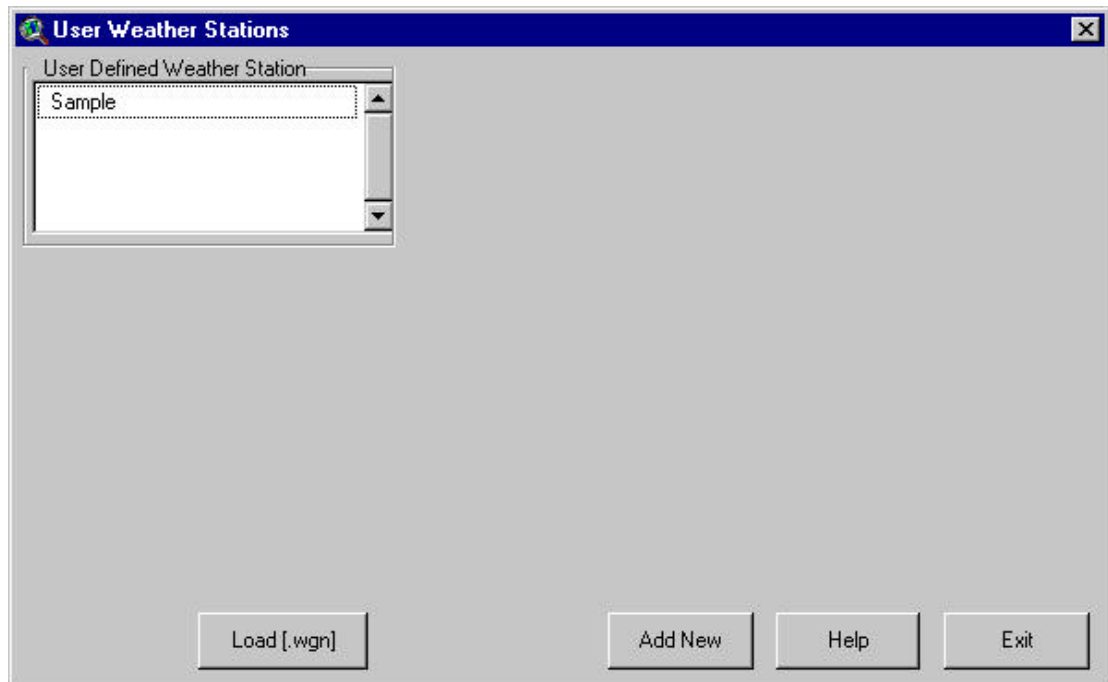 User Weather Stations
User Defined Weather Station
Sample
Load [.wgn]
Add New
Help
Exit